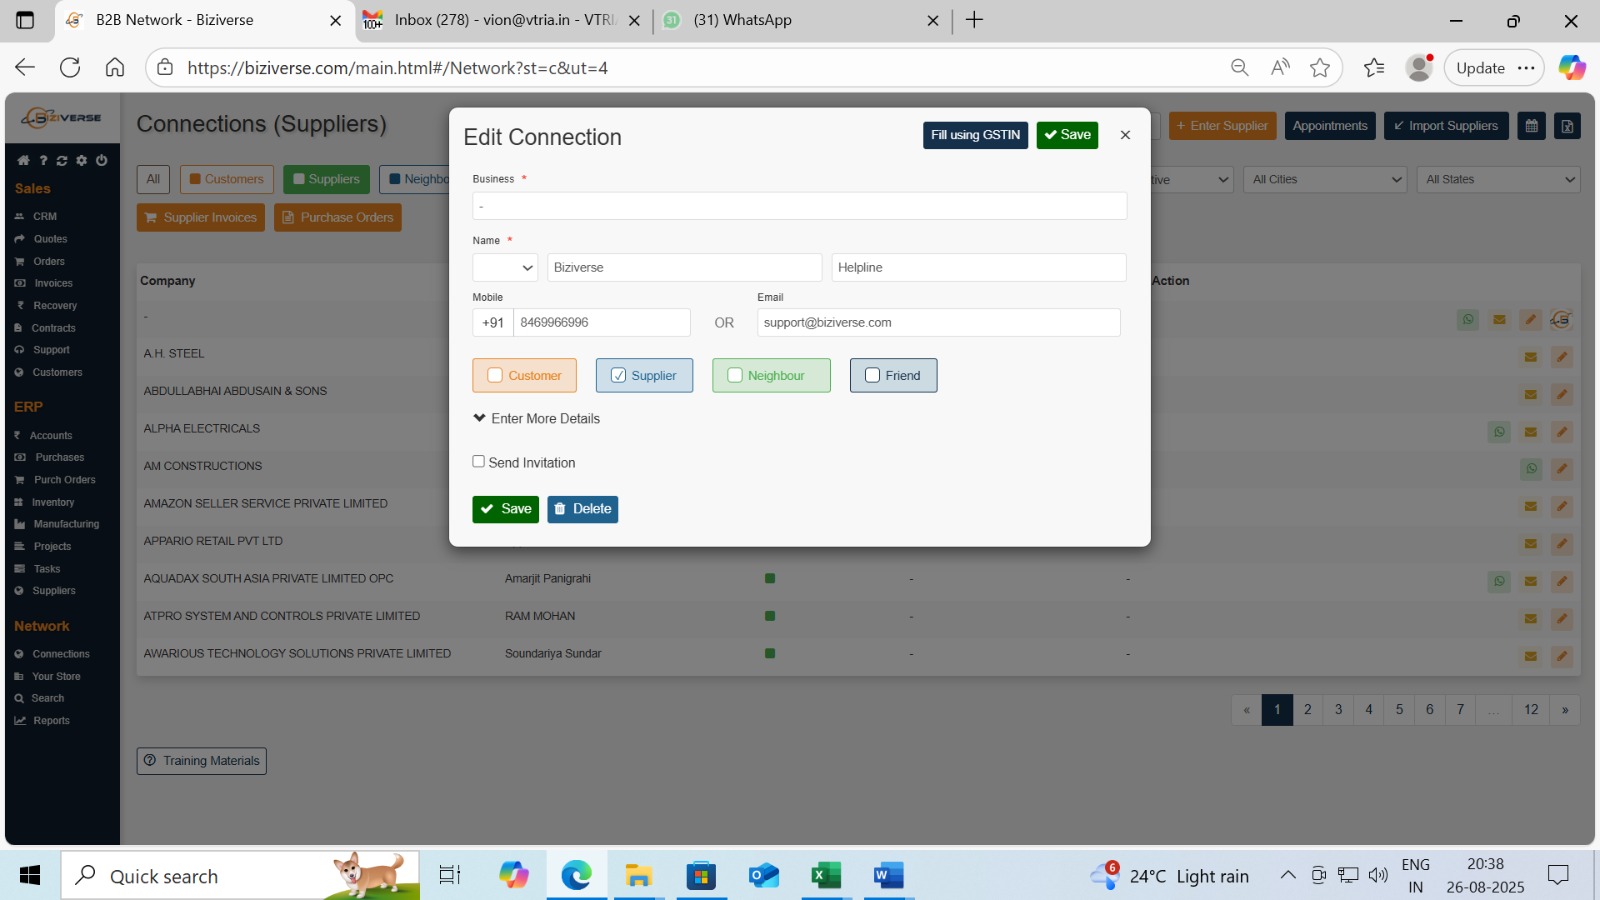 B2B Network - Biziverse
Inbox (278) - vion@vtria.in - VTRI
(31) WhatsApp
https://biziverse.com/main.html#/Network?st=c&ut=4
Update
BIZIVERSE
Connections (Suppliers)
+ Enter Supplier
Appointments
Import Suppliers
All
Customers
Suppliers
Neighbo
tive
All Cities
All States
Supplier Invoices
Purchase Orders
Sales
CRM
Quotes
Orders
Invoices
Recovery
Contracts
Support
Customers
ERP
Accounts
Purchases
Purch Orders
Inventory
Manufacturing
Projects
Tasks
Suppliers
Network
Connections
Your Store
Search
Reports
Edit Connection
Fill using GSTIN
Save
Business *
-
Name *
Biziverse
Helpline
Mobile
Email
+91
8469966996
OR
support@biziverse.com
Customer
Supplier
Neighbour
Friend
Enter More Details
Send Invitation
Save
Delete
Company
Action
-
A.H. STEEL
ABDULLABHAI ABDUSAIN & SONS
ALPHA ELECTRICALS
AM CONSTRUCTIONS
AMAZON SELLER SERVICE PRIVATE LIMITED
APPARIO RETAIL PVT LTD
AQUADAX SOUTH ASIA PRIVATE LIMITED OPC Amarjit Panigrahi - -
ATPRO SYSTEM AND CONTROLS PRIVATE LIMITED RAM MOHAN - -
AWARIOUS TECHNOLOGY SOLUTIONS PRIVATE LIMITED Soundariya Sundar - -
« 1 2 3 4 5 6 7 ... 12 »
Training Materials
Quick search
6
24°C Light rain
ENG
IN
20:38
26-08-2025